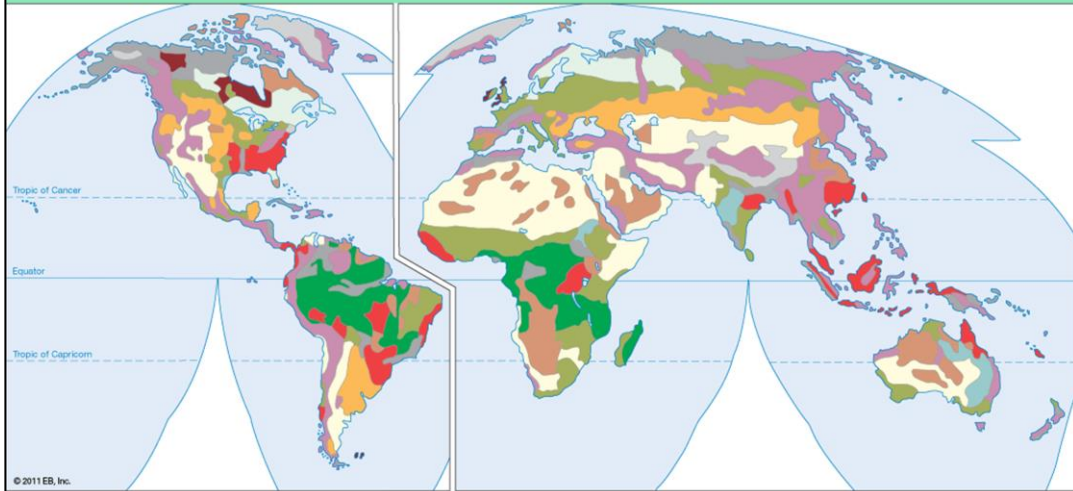 Tropic of Cancer
Equator
Tropic of Capricorn
© 2011 EB, Inc.